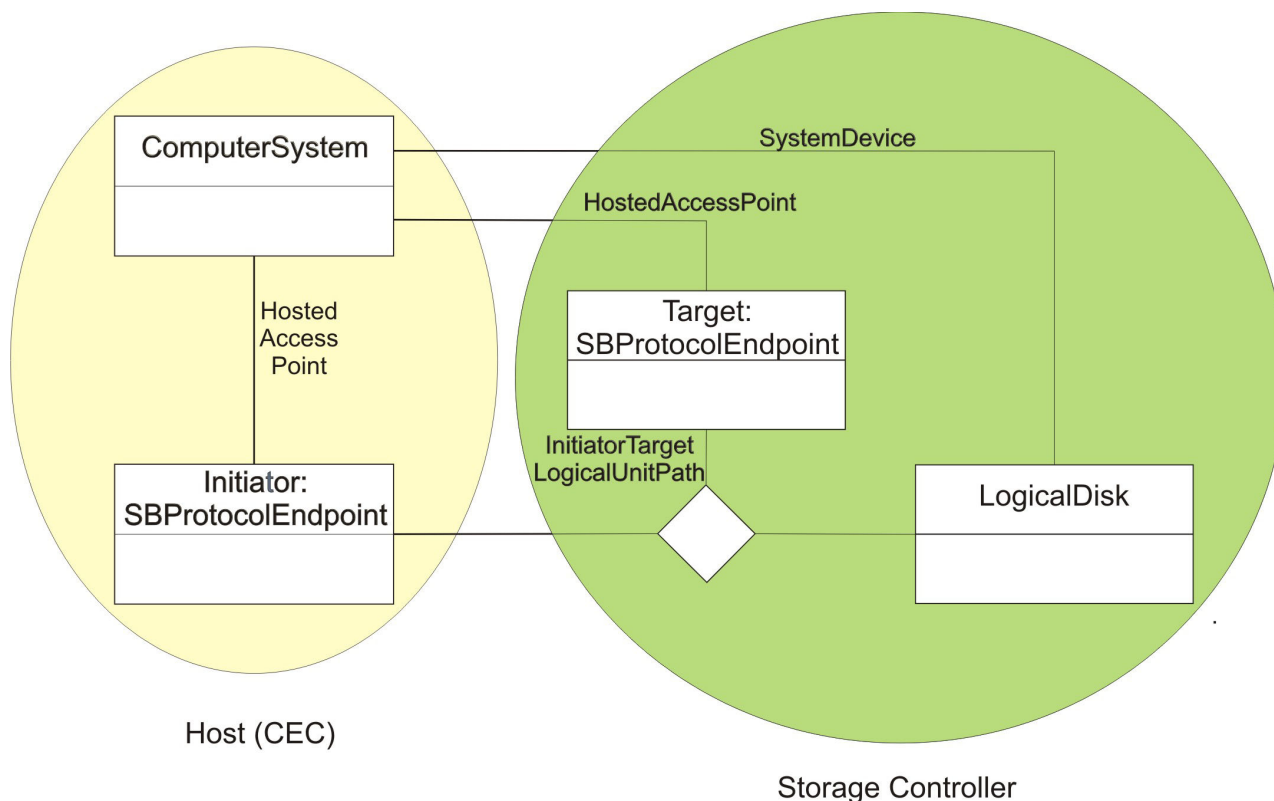 ComputerSystem
SystemDevice
HostedAccessPoint
Hosted
Access
Point
Target:
SBProtocolEndpoint
InitiatorTarget
LogicalUnitPath
Initiator:
SBProtocolEndpoint
LogicalDisk
.
Host (CEC)
Storage Controller